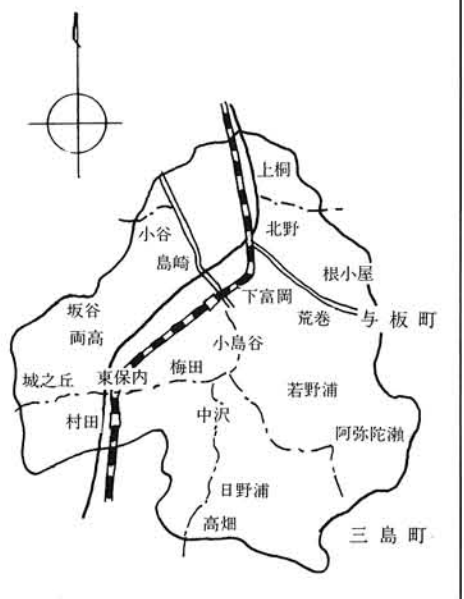 上桐
北野
小谷
島崎
根小屋
下富岡
坂谷
荒巻
与板町
両高
小島谷
梅田
城之丘
東保内
若野浦
中沢
村田
阿弥陀瀬
日野浦
高畑
三島町